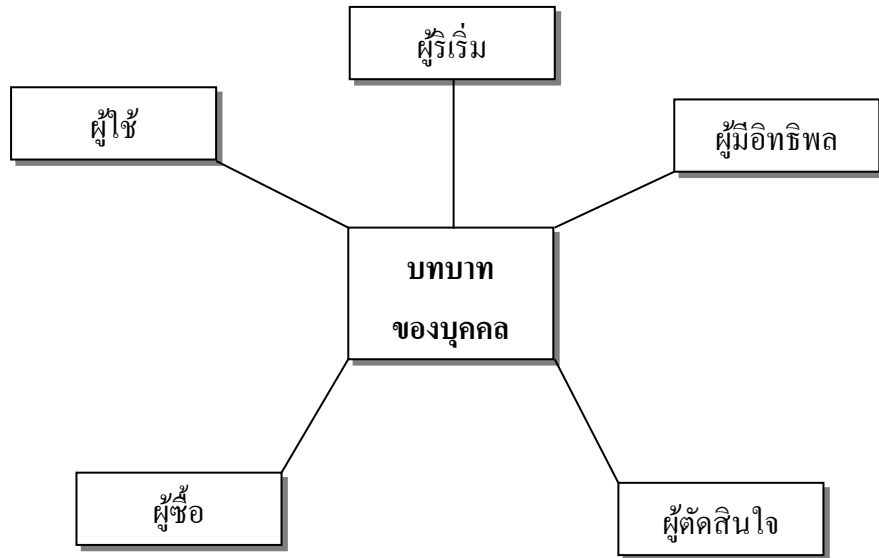 ผู้ริเริ่ม
ผู้ใช้
ผู้มีอิทธิพล
บทบาท
ของบุคคล
ผู้ซื้อ
ผู้ตัดสินใจ